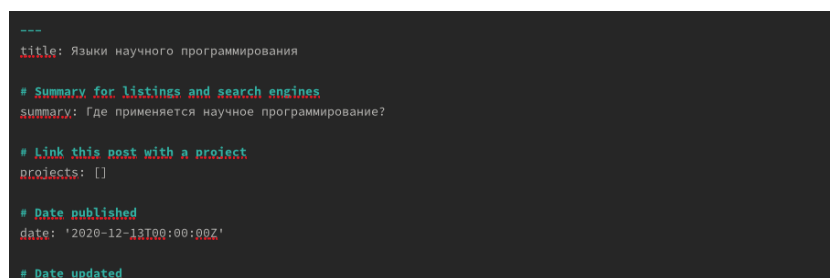 ---
title: Языки научного программирования
# Summary for listings and search engines
summary: Где применяется научное программирование?
# Link this post with a project
projects: []
# Date published
date: '2020-12-13T00:00:00Z'
# Date updated